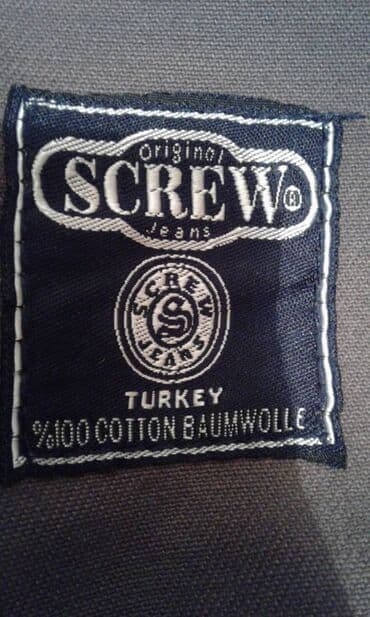 Original
SCREW®
Jeans
SCREW
S
JEANS
TURKEY
%100 COTTON BAUMWOLLE